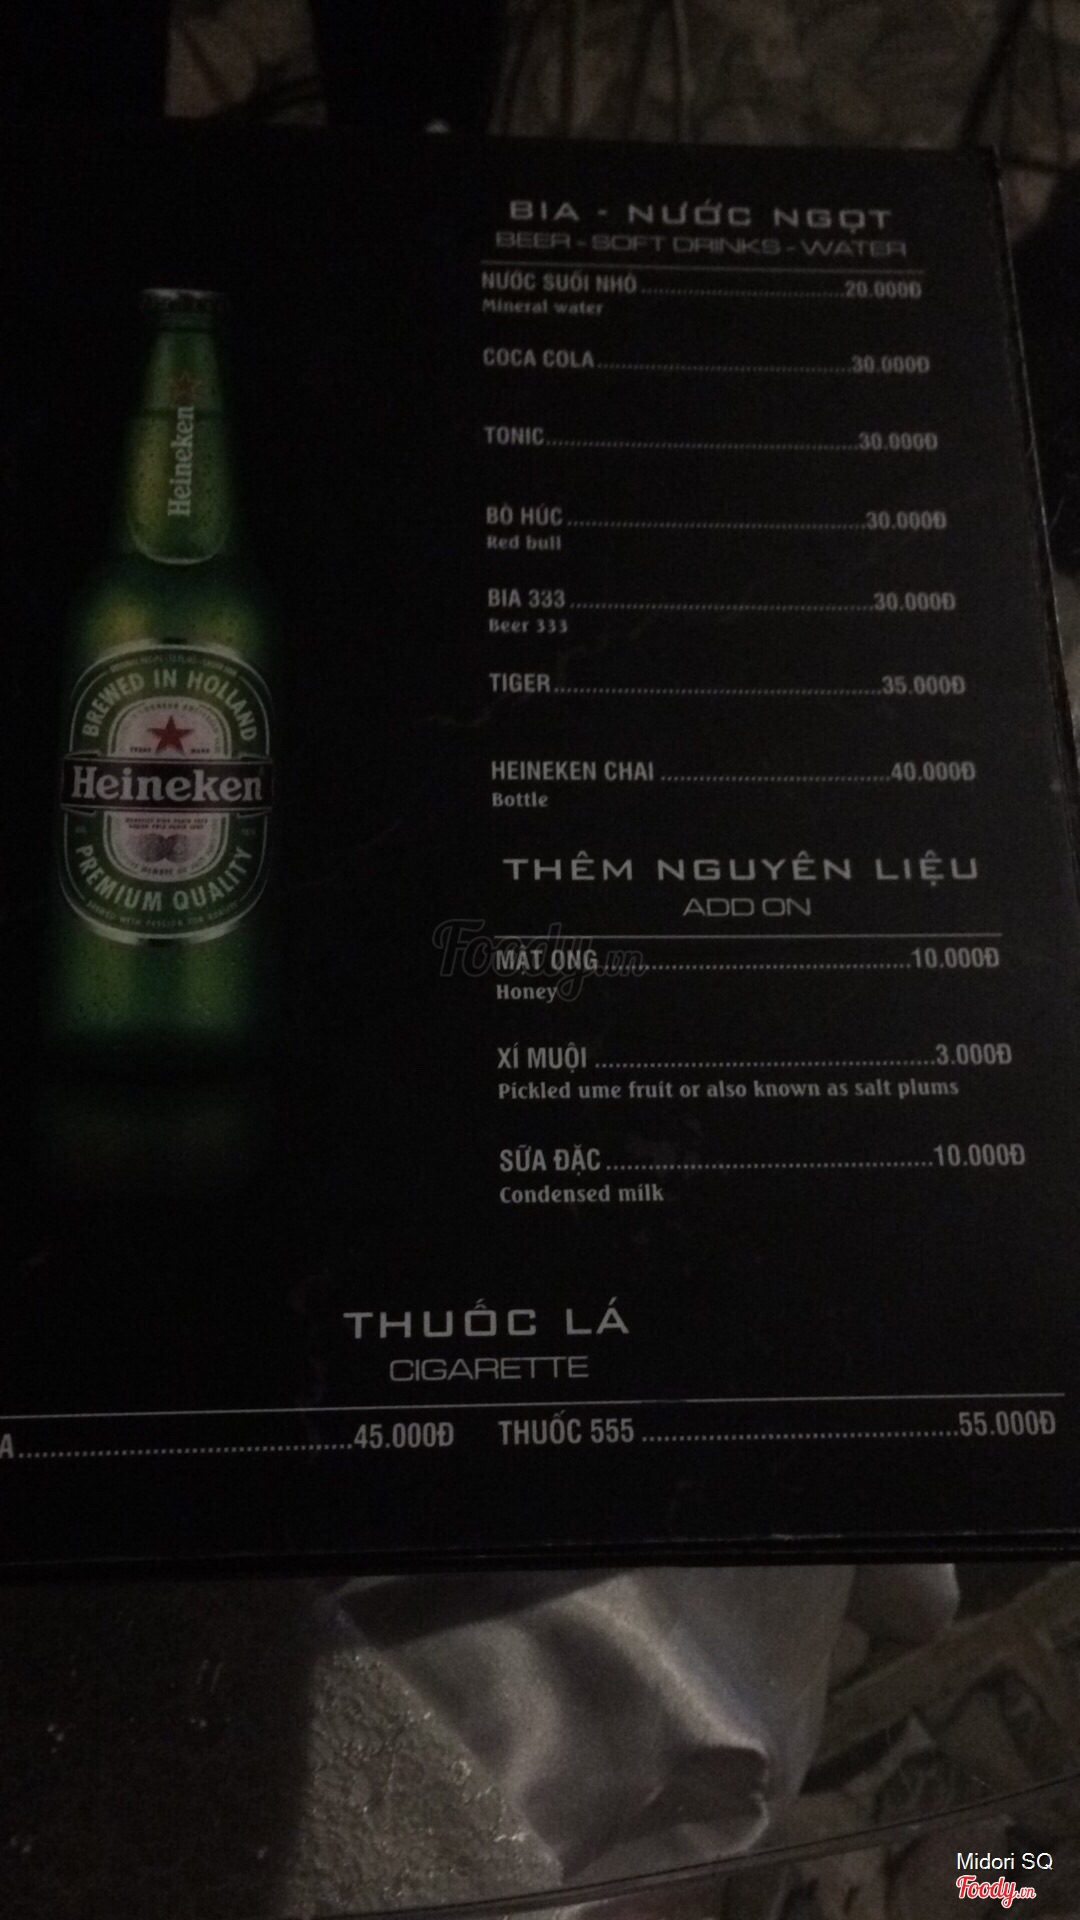 BIA - NƯỚC NGỌT
BEER - SOFT DRINKS - WATER
NƯỚC SUỐI NHỎ.......20.000Đ
Mineral water
COCA COLA.......30.000Đ
TONIC.......30.000Đ
BÒ HÚC.......30.000Đ
Red bull
BIA 333.......30.000Đ
Beer 333
TIGER.......35.000Đ
HEINEKEN CHAI.......40.000Đ
Bottle
THÊM NGUYÊN LIỆU
ADD ON
MẬT ONG.......10.000Đ
Honey
XÍ MUỘI.......3.000Đ
Pickled ume fruit or also known as salt plums
SỮA ĐẶC.......10.000Đ
Condensed milk
THUỐC LÁ
CIGARETTE
A.......45.000Đ THUỐC 555.......55.000Đ
Heineken
BREWED IN HOLLAND
TRADE MARK
Heineken
PREMIUM QUALITY
Foody.vn
Midori SQ
Foody.vn